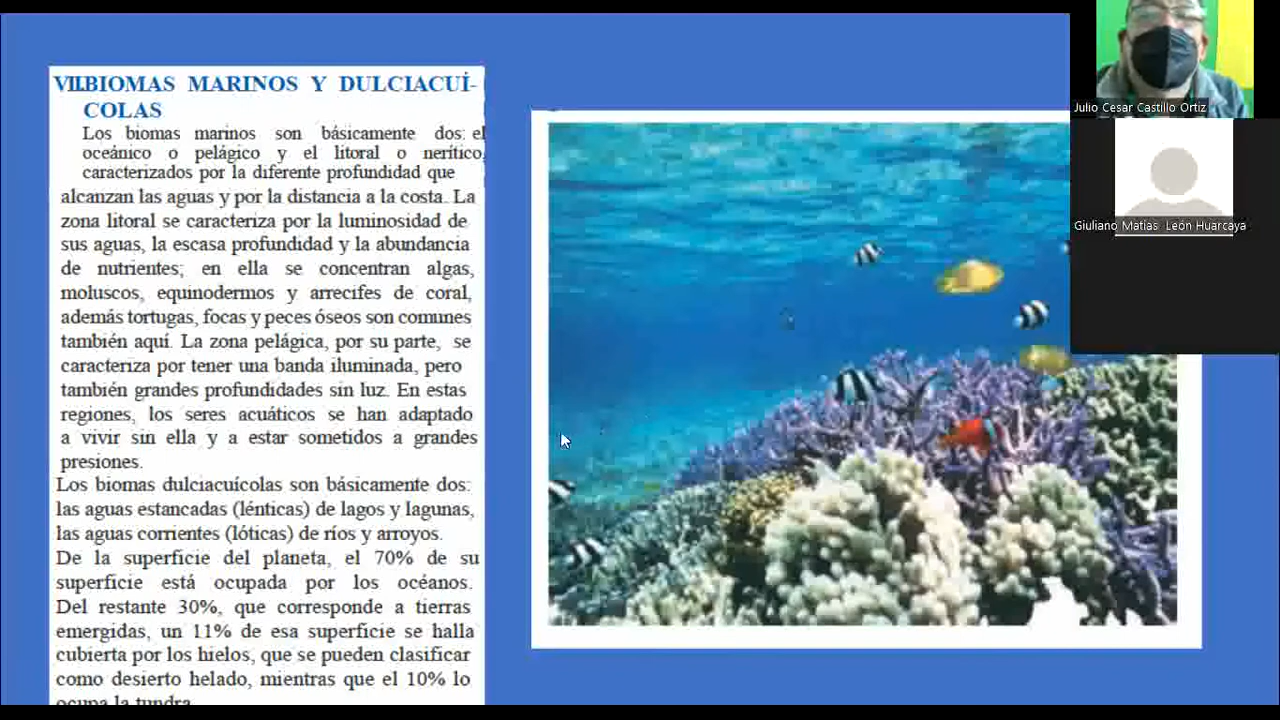 VII.BIOMAS MARINOS Y DULCIACUÍ-
COLAS
Los biomas marinos son básicamente dos: el
oceánico o pelágico y el litoral o nerítico,
caracterizados por la diferente profundidad que
alcanzan las aguas y por la distancia a la costa. La
zona litoral se caracteriza por la luminosidad de
sus aguas, la escasa profundidad y la abundancia
de nutrientes; en ella se concentran algas,
moluscos, equinodermos y arrecifes de coral,
además tortugas, focas y peces óseos son comunes
también aquí. La zona pelágica, por su parte, se
caracteriza por tener una banda iluminada, pero
también grandes profundidades sin luz. En estas
regiones, los seres acuáticos se han adaptado
a vivir sin ella y a estar sometidos a grandes
presiones.
Los biomas dulciacuícolas son básicamente dos:
las aguas estancadas (lénticas) de lagos y lagunas,
las aguas corrientes (lóticas) de ríos y arroyos.
De la superficie del planeta, el 70% de su
superficie está ocupada por los océanos.
Del restante 30%, que corresponde a tierras
emergidas, un 11% de esa superficie se halla
cubierta por los hielos, que se pueden clasificar
como desierto helado, mientras que el 10% lo
ocupa la tundra
Julio Cesar Castillo Ortiz
Giuliano Matias León Huarcaya